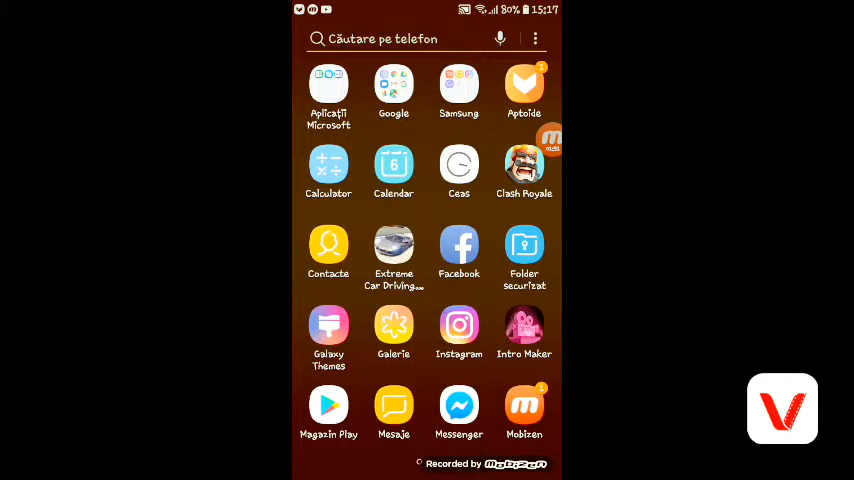 80% 15:17
Căutare pe telefon
Aplicații Microsoft
Google
Samsung
1
Aptoide
01:51
Calculator
6
Calendar
Ceas
Clash Royale
Contacte
Extreme Car Driving...
Facebook
Folder securizat
Galaxy Themes
Galerie
Instagram
Intro Maker
Magazin Play
Mesaje
Messenger
1
Mobizen
Recorded by mobizen